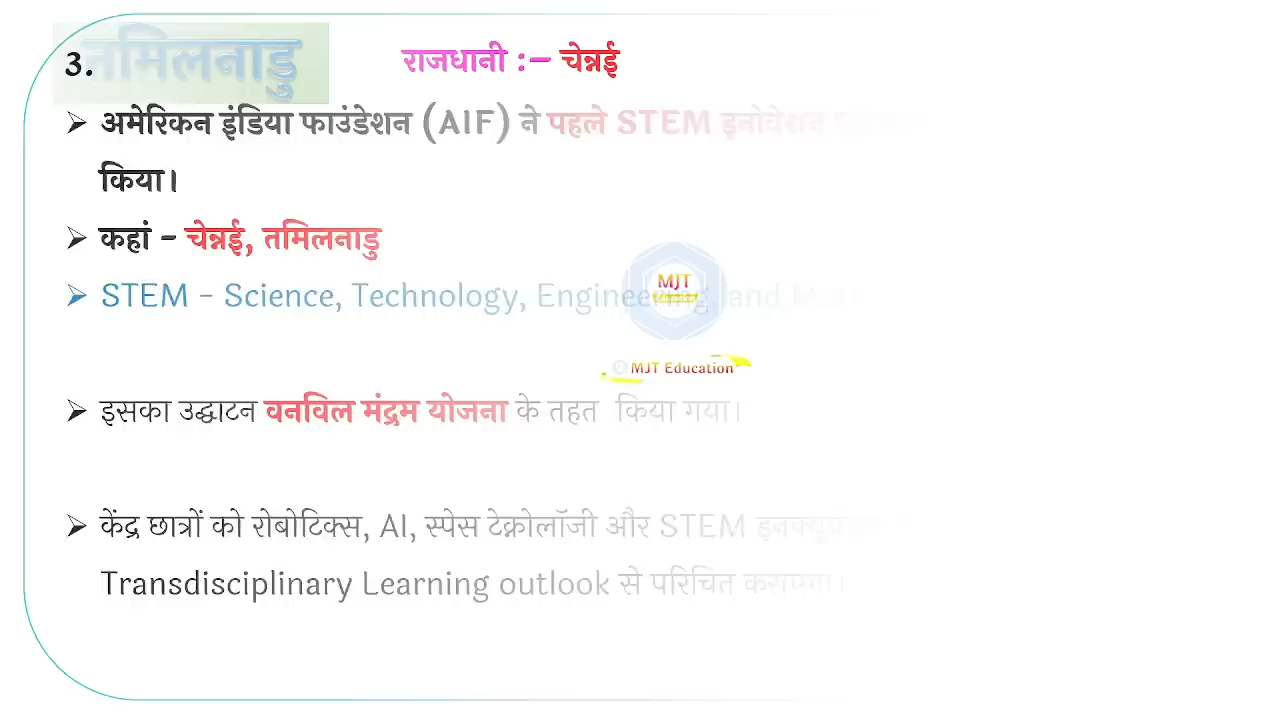 3. तमिलनाडु राजधानी :– चेन्नई
➢ अमेरिकन इंडिया फाउंडेशन (AIF) ने पहले STEM इनोवेशन
किया।
➢ कहां - चेन्नई, तमिलनाडु
➢ STEM - Science, Technology, Engineering, and
MJT
MJT Education
➢ इसका उद्घाटन वनविल मंद्रम योजना के तहत किया गया।
➢ केंद्र छात्रों को रोबोटिक्स, AI, स्पेस टेक्नोलॉजी और STEM
Transdisciplinary Learning outlook से परिचित कराएगा।